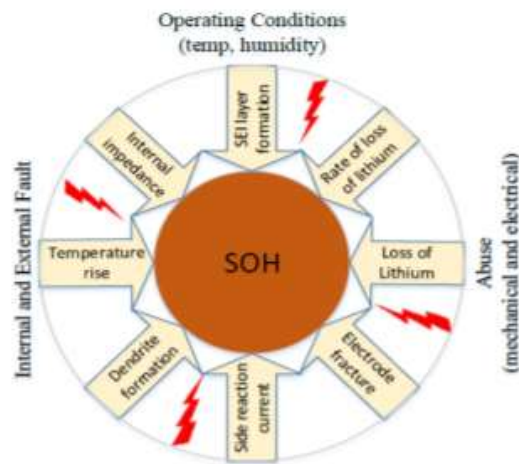 Operating Conditions
(temp, humidity)
SEI layer
formation
Rate of loss
of lithium
Loss of
Lithium
Electrode
fracture
Side reaction
current
Dendrite
formation
Temperature
rise
Internal
impedance
SOH
Internal and External Fault
Abuse
(mechanical and electrical)